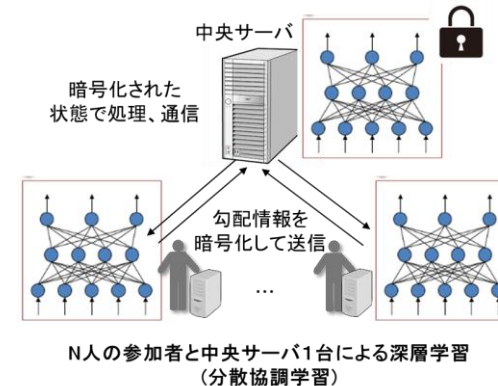 中央サーバ
暗号化された
状態で処理、通信
勾配情報を
暗号化して送信
...
N人の参加者と中央サーバ1台による深層学習
(分散協調学習)